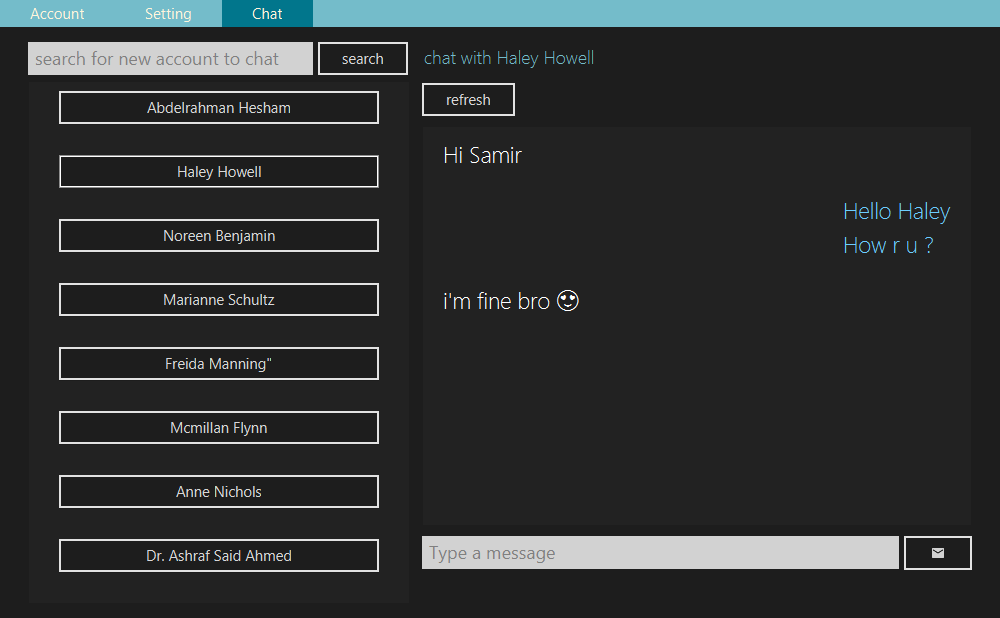 Account
Setting
Chat
search for new account to chat
search
Abdelrahman Hesham
Haley Howell
Noreen Benjamin
Marianne Schultz
Freida Manning"
Mcmillan Flynn
Anne Nichols
Dr. Ashraf Said Ahmed
chat with Haley Howell
refresh
Hi Samir
Hello Haley
How r u ?
i'm fine bro 😍
Type a message